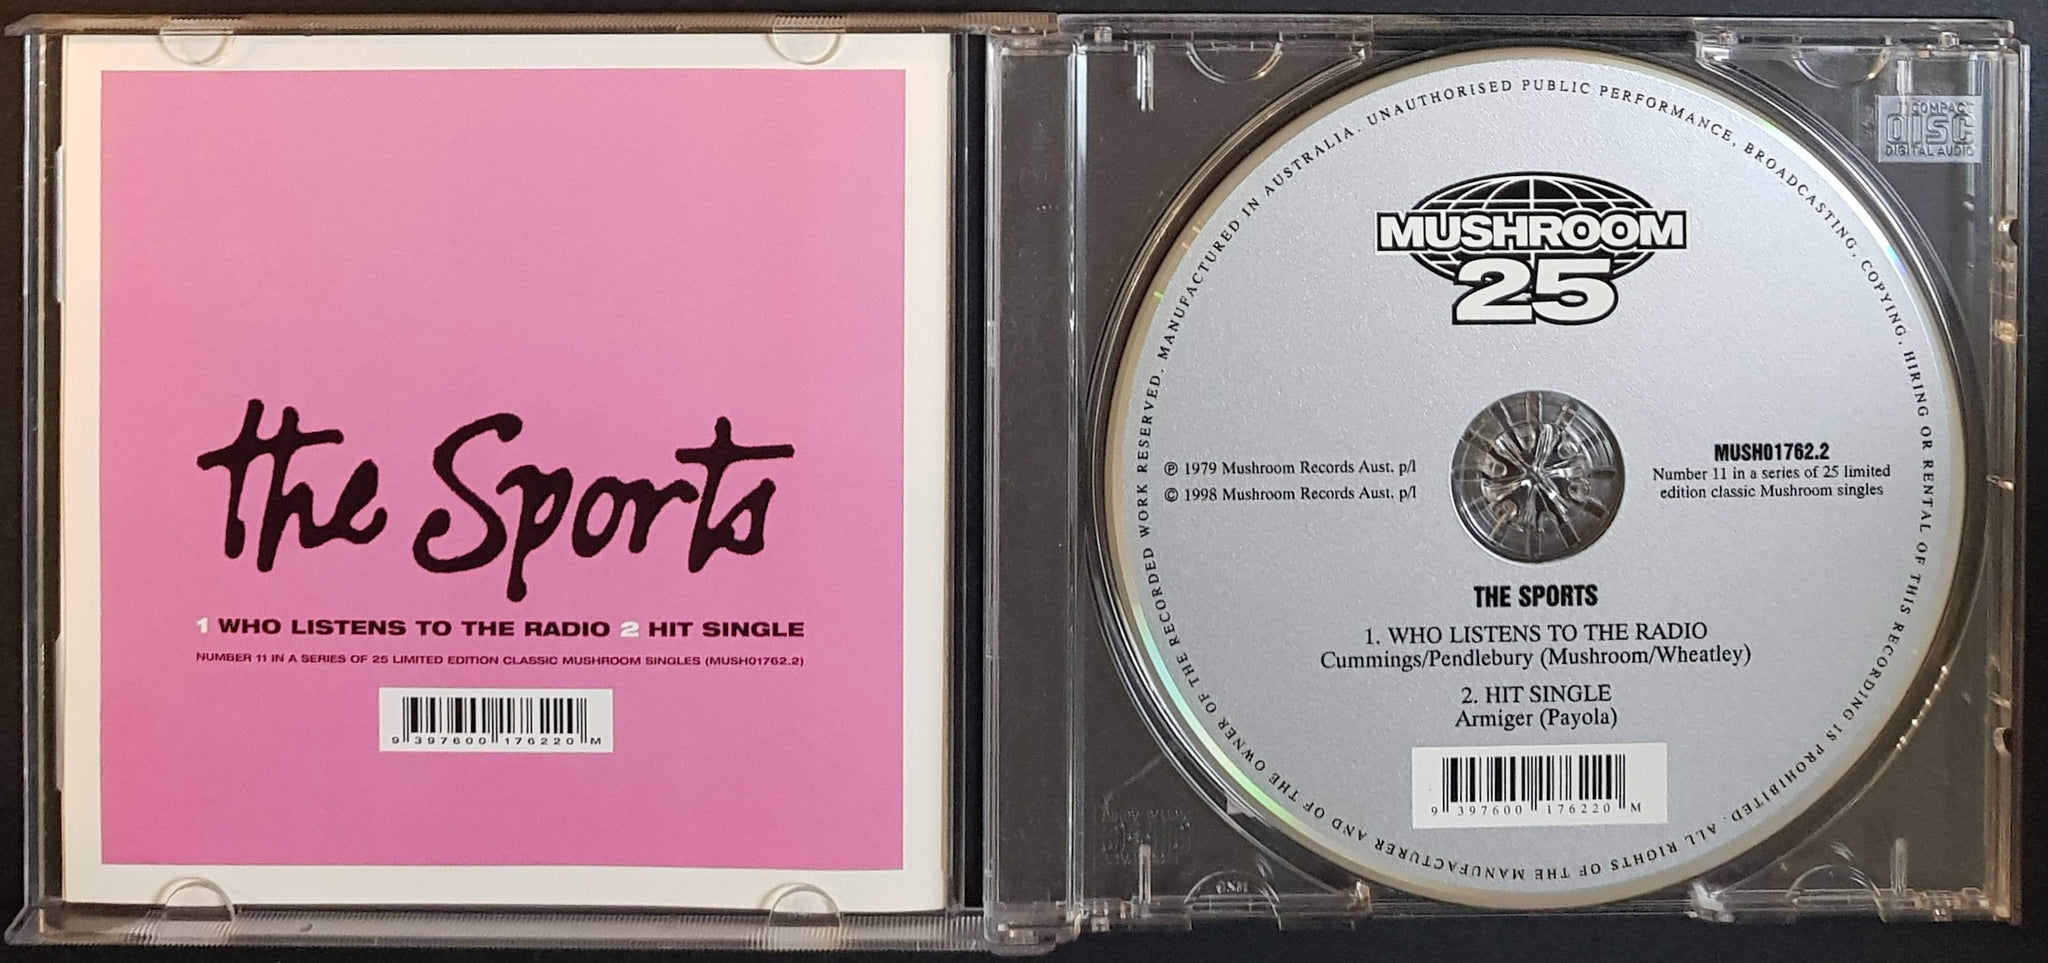 the Sports
1 WHO LISTENS TO THE RADIO 2 HIT SINGLE
NUMBER 11 IN A SERIES OF 25 LIMITED EDITION CLASSIC MUSHROOM SINGLES (MUSH01762.2)
9 397600 176220 M
COMPACT
DISC
DIGITAL AUDIO
MUSHROOM
25
MUSH01762.2
Number 11 in a series of 25 limited
edition classic Mushroom singles
℗ 1979 Mushroom Records Aust. p/l
© 1998 Mushroom Records Aust. p/l
THE SPORTS
1. WHO LISTENS TO THE RADIO
Cummings/Pendlebury (Mushroom/Wheatley)
2. HIT SINGLE
Armiger (Payola)
9 397600 176220 M
ALL RIGHTS OF THE MANUFACTURER AND OF THE OWNER OF THE RECORDED WORK RESERVED. MANUFACTURED IN AUSTRALIA. UNAUTHORISED PUBLIC PERFORMANCE, BROADCASTING, COPYING, HIRING OR RENTAL OF THIS RECORDING IS PROHIBITED.